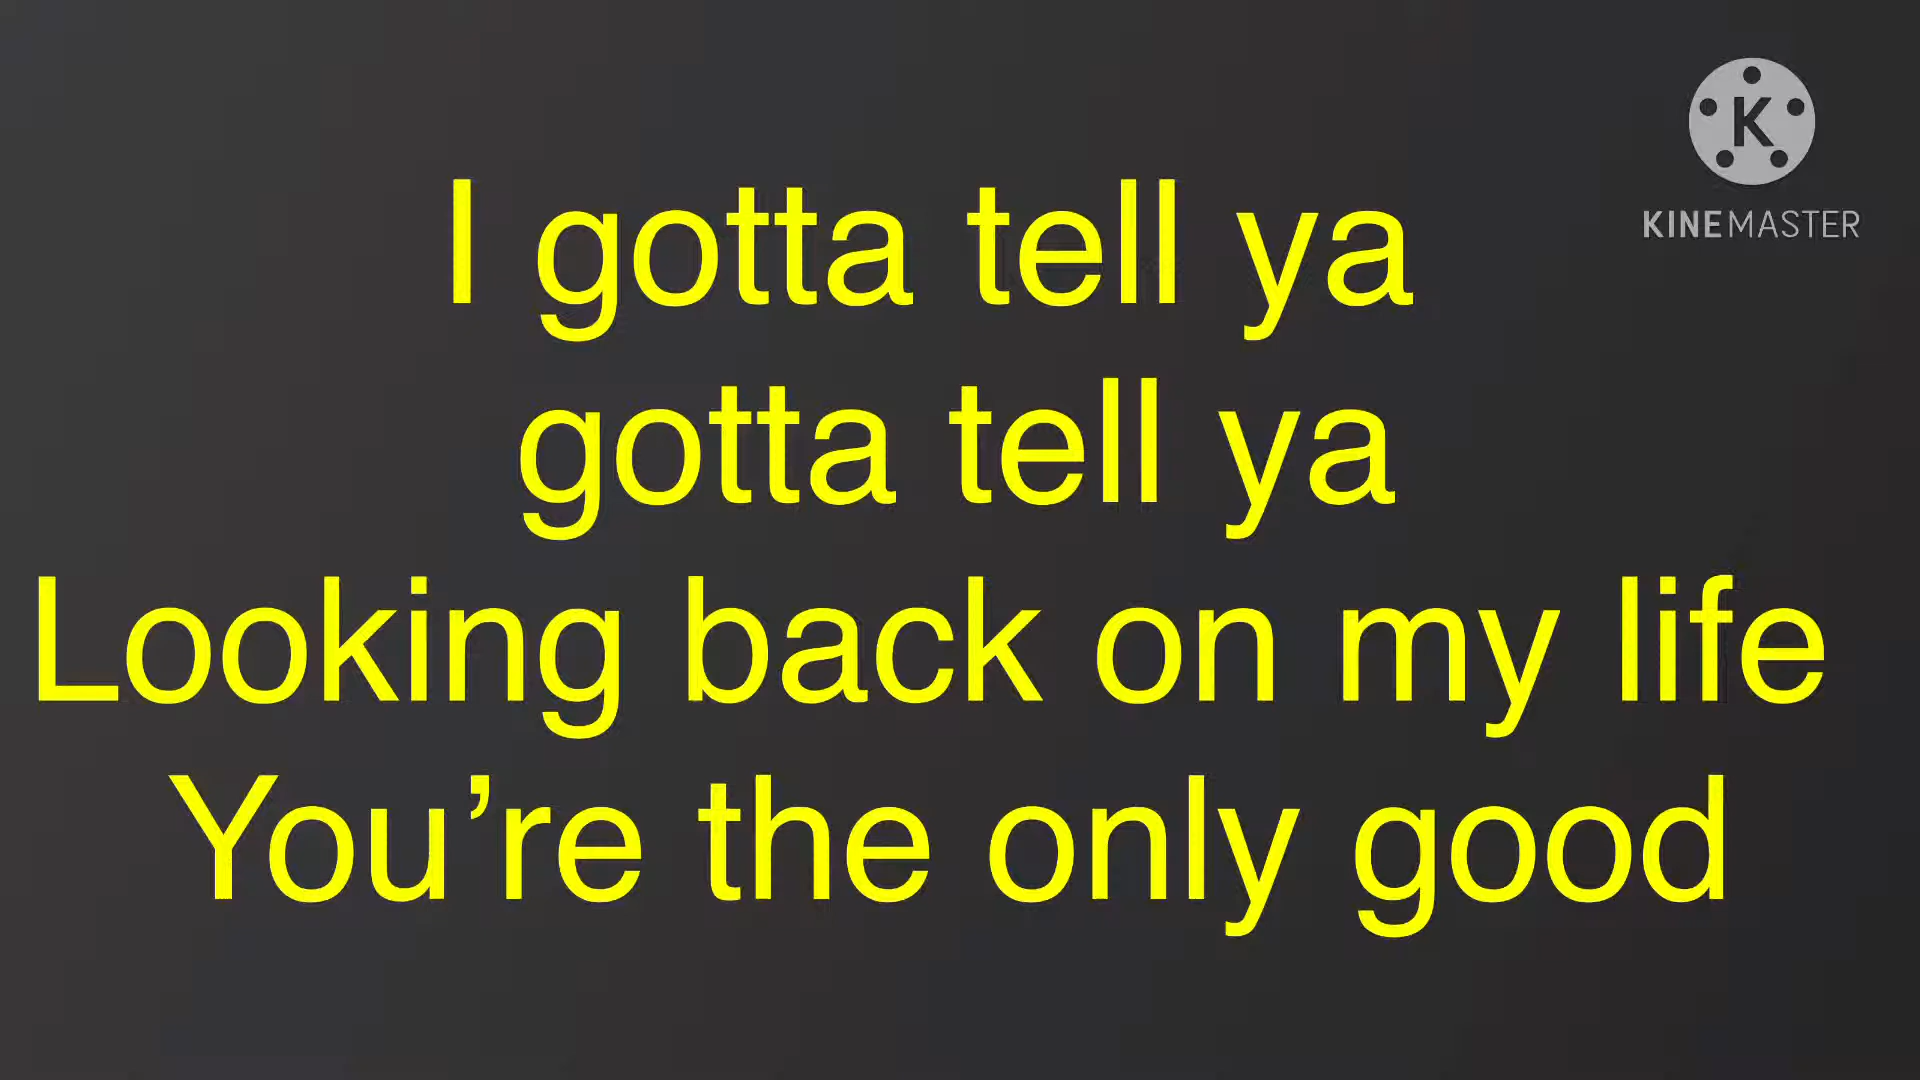 K
KINEMASTER
I gotta tell ya
gotta tell ya
Looking back on my life
You’re the only good